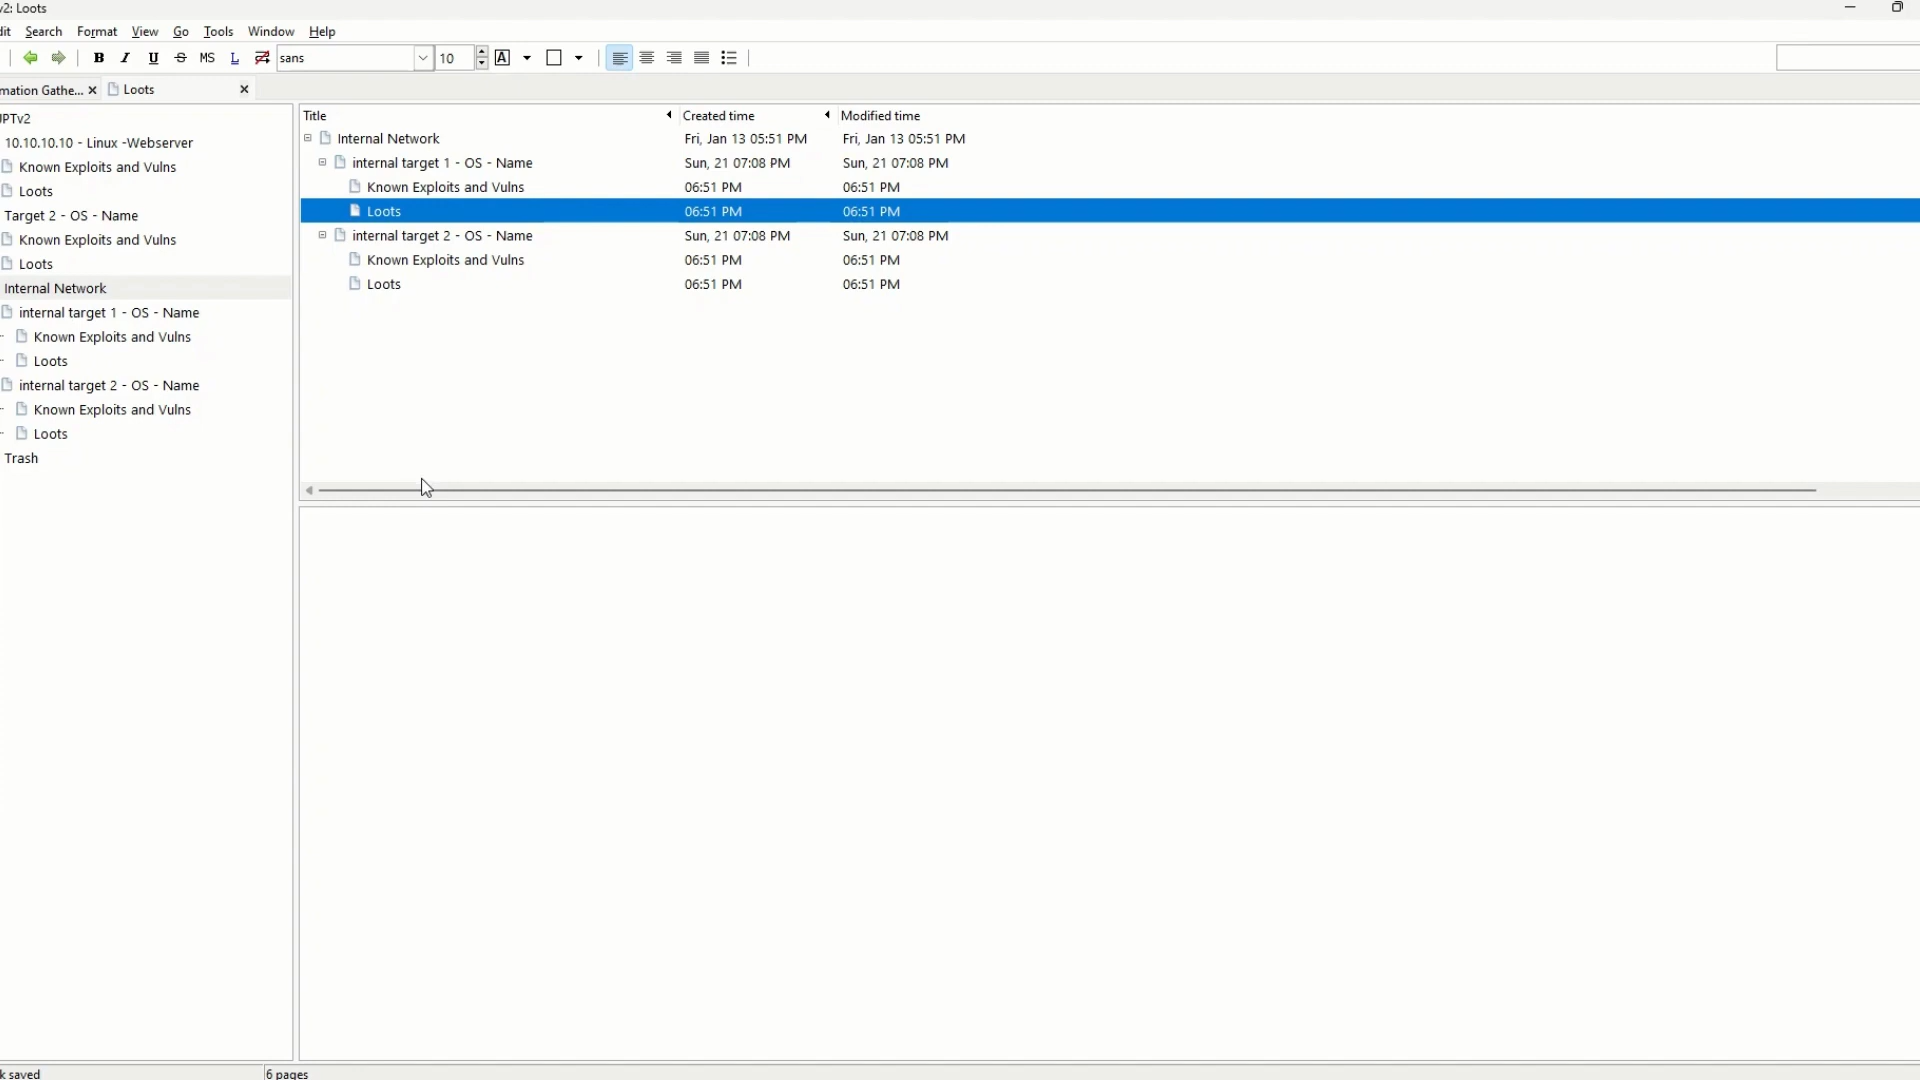 v2: Loots
dit Search Format View Go Tools Window Help
B I U S MS L sans 10 A
mation Gathe... Loots
JPTv2
10.10.10.10 - Linux -Webserver
Known Exploits and Vulns
Loots
Target 2 - OS - Name
Known Exploits and Vulns
Loots
Internal Network
internal target 1 - OS - Name
Known Exploits and Vulns
Loots
internal target 2 - OS - Name
Known Exploits and Vulns
Loots
Trash
Title Created time Modified time
Internal Network Fri, Jan 13 05:51 PM Fri, Jan 13 05:51 PM
internal target 1 - OS - Name Sun, 21 07:08 PM Sun, 21 07:08 PM
Known Exploits and Vulns 06:51 PM 06:51 PM
Loots 06:51 PM 06:51 PM
internal target 2 - OS - Name Sun, 21 07:08 PM Sun, 21 07:08 PM
Known Exploits and Vulns 06:51 PM 06:51 PM
Loots 06:51 PM 06:51 PM
k saved 6 pages